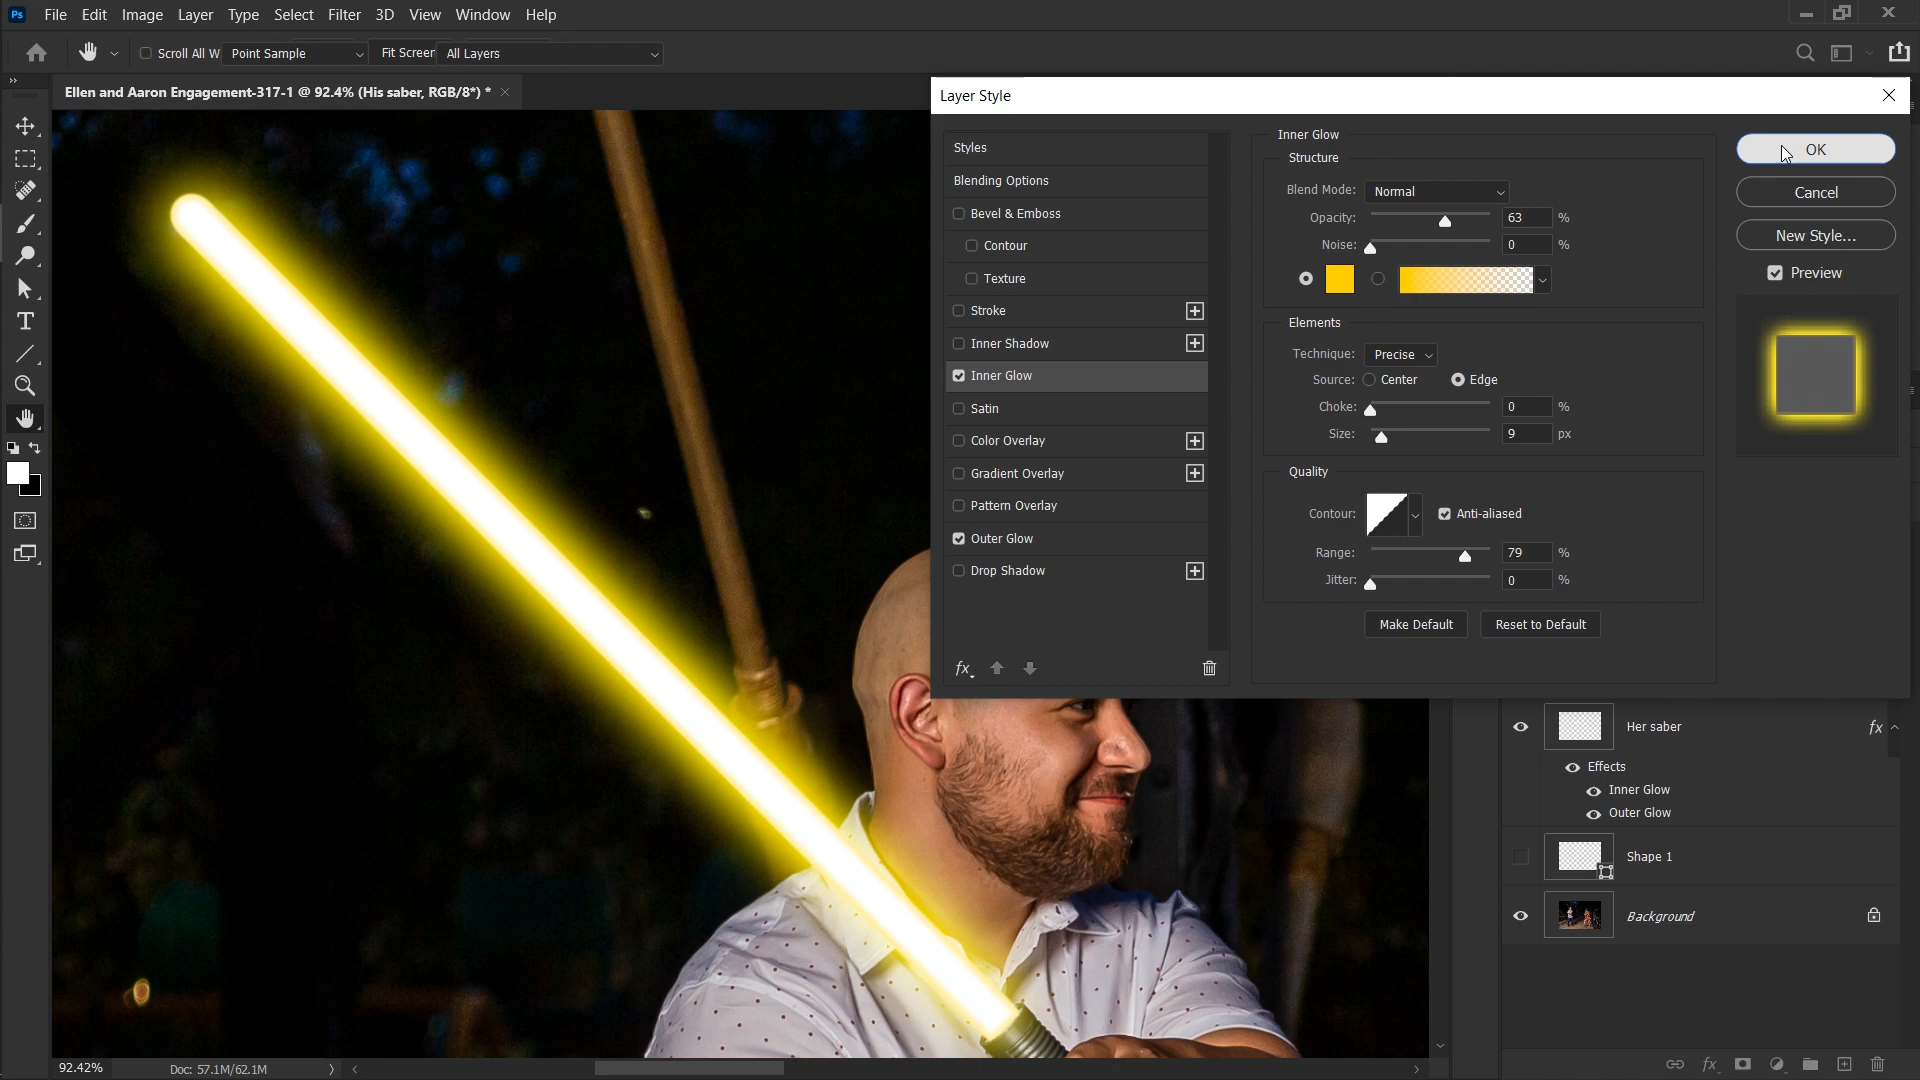 Ps File Edit Image Layer Type Select Filter 3D View Window Help
Scroll All W Point Sample Fit Screen All Layers
Ellen and Aaron Engagement-317-1 @ 92.4% (His saber, RGB/8*) *
Layer Style
Styles
Blending Options
Bevel & Emboss
Contour
Texture
Stroke
Inner Shadow
Inner Glow
Satin
Color Overlay
Gradient Overlay
Pattern Overlay
Outer Glow
Drop Shadow
fx
Inner Glow
Structure
Blend Mode: Normal
Opacity: 63 %
Noise: 0 %
Elements
Technique: Precise
Source: Center Edge
Choke: 0 %
Size: 9 px
Quality
Contour: Anti-aliased
Range: 79 %
Jitter: 0 %
Make Default Reset to Default
OK
Cancel
New Style...
Preview
Her saber fx
Effects
Inner Glow
Outer Glow
Shape 1
Background
92.42% Doc: 57.1M/62.1M
fx